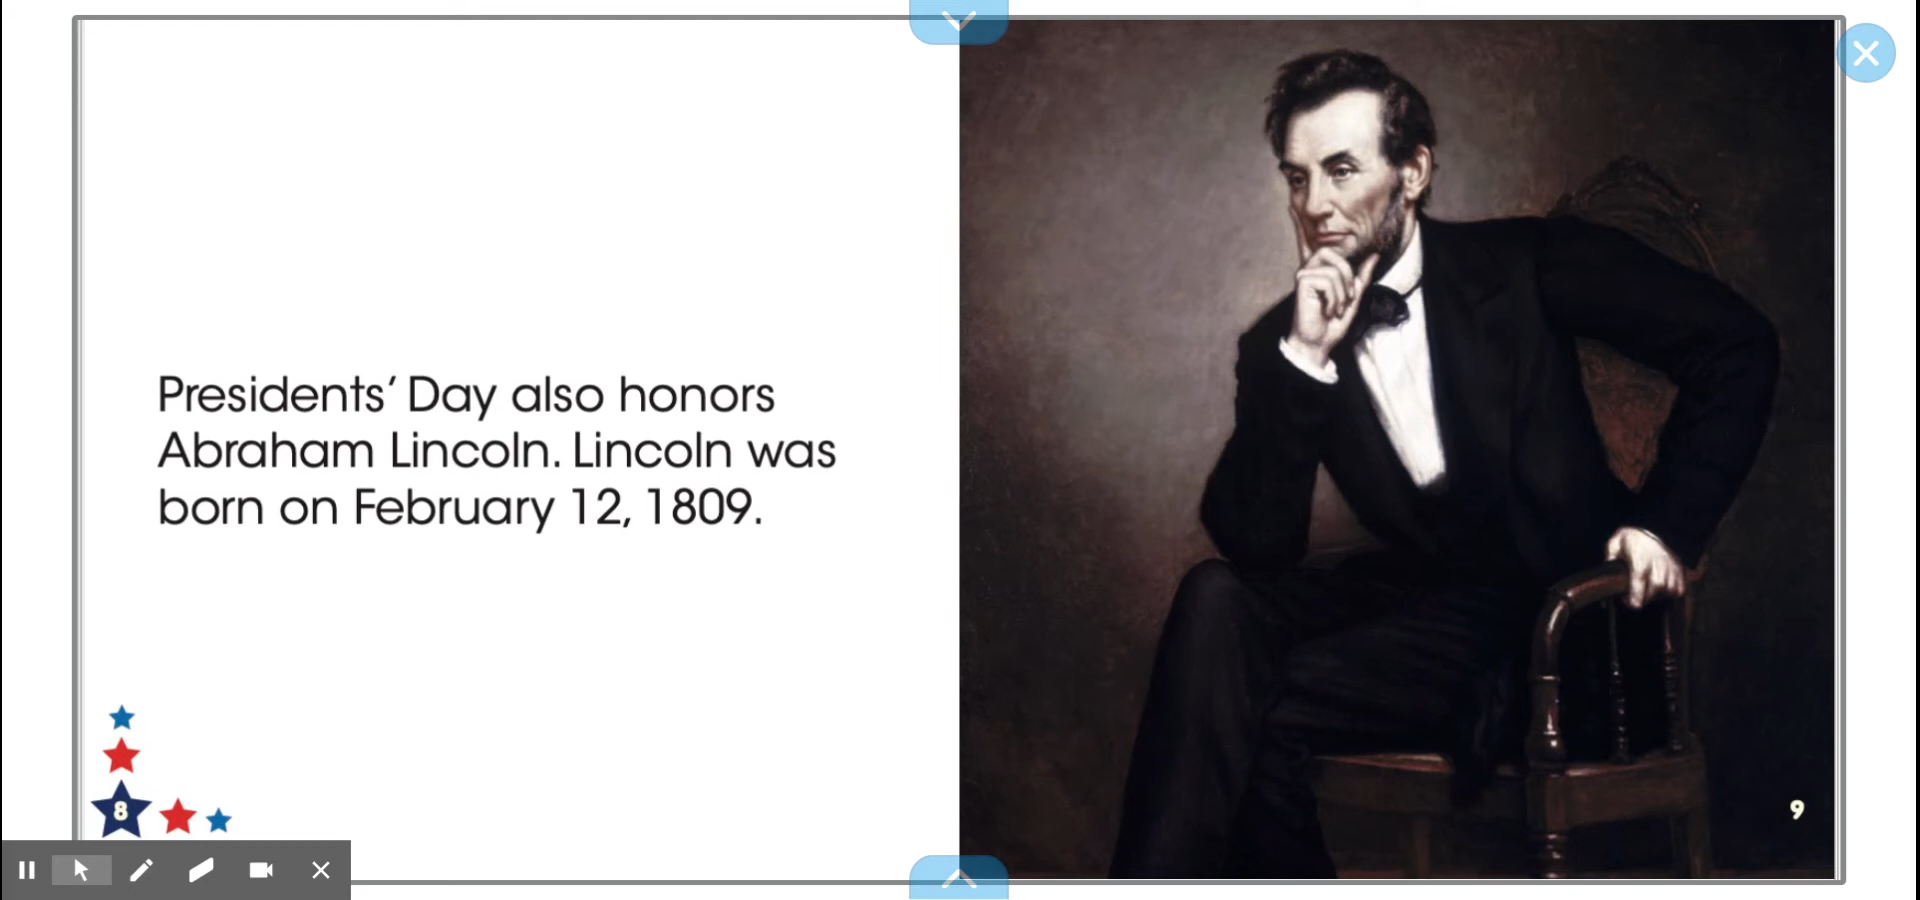 Presidents’ Day also honors
Abraham Lincoln. Lincoln was
born on February 12, 1809.
8
9